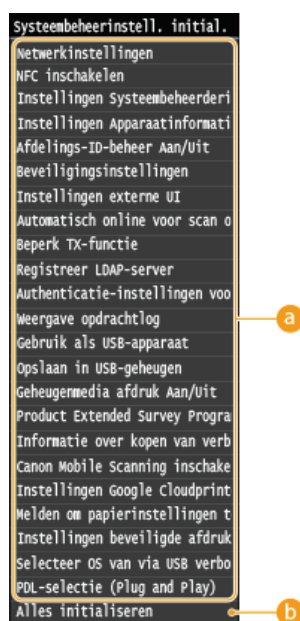 Systeembeheerinstell. initial.
Netwerkinstellingen
NFC inschakelen
Instellingen Systeembeheerderi
Instellingen Apparaatinformati
Afdelings-ID-beheer Aan/Uit
Beveiligingsinstellingen
Instellingen externe UI
Automatisch online voor scan o
Beperk TX-functie
Registreer LDAP-server
Authenticatie-instellingen voo
a
Weergave opdrachtlog
Gebruik als USB-apparaat
Opslaan in USB-geheugen
Geheugenmedia afdruk Aan/Uit
Product Extended Survey Progra
Informatie over kopen van verb
Canon Mobile Scanning inschake
Instellingen Google Cloudprint
Melden om papierinstellingen t
Instellingen beveiligde afdruk
Selecteer OS van via USB verbo
PDL-selectie (Plug and Play)
Alles initialiseren
b